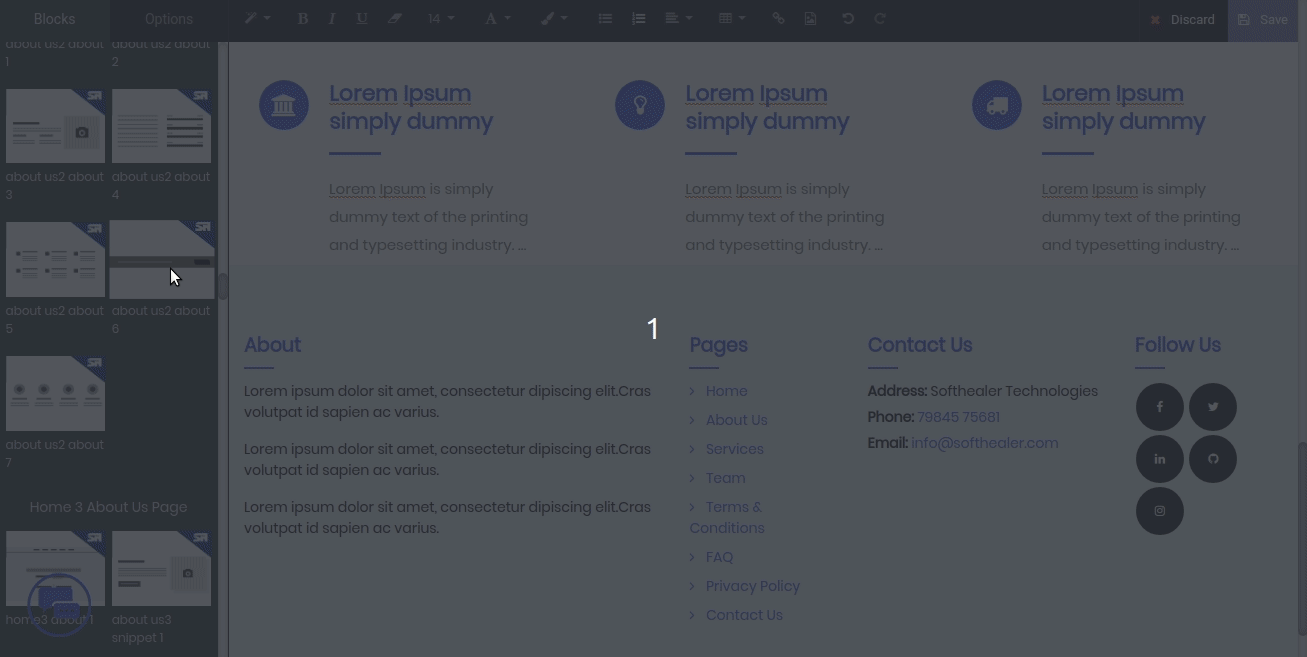 Blocks
Options
14
Discard
Save
about us2 about
1
about us2 about
2
about us2 about
3
about us2 about
4
about us2 about
5
about us2 about
6
about us2 about
7
Home 3 About Us Page
home3 about 1
about us3
snippet 1
Lorem Ipsum
simply dummy
Lorem Ipsum is simply
dummy text of the printing
and typesetting industry. ...
Lorem Ipsum
simply dummy
Lorem Ipsum is simply
dummy text of the printing
and typesetting industry. ...
Lorem Ipsum
simply dummy
Lorem Ipsum is simply
dummy text of the printing
and typesetting industry. ...
1
About
Lorem ipsum dolor sit amet, consectetur dipiscing elit.Cras
volutpat id sapien ac varius.
Lorem ipsum dolor sit amet, consectetur dipiscing elit.Cras
volutpat id sapien ac varius.
Lorem ipsum dolor sit amet, consectetur dipiscing elit.Cras
volutpat id sapien ac varius.
Pages
Home
About Us
Services
Team
Terms &
Conditions
FAQ
Privacy Policy
Contact Us
Contact Us
Address: Softhealer Technologies
Phone: 79845 75681
Email: info@softhealer.com
Follow Us